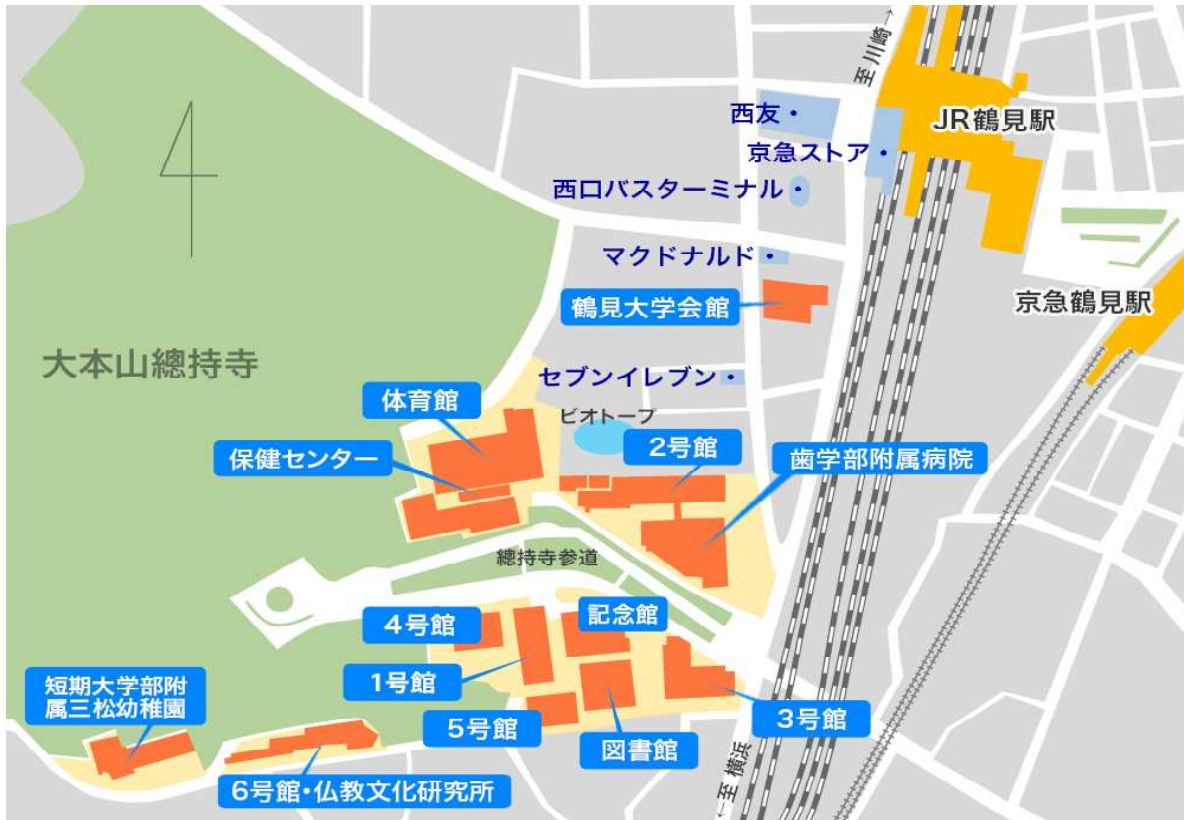 至 川崎→
西友・
JR鶴見駅
京急ストア・
西口バスターミナル・
マクドナルド・
鶴見大学会館
京急鶴見駅
大本山總持寺
セブンイレブン・
体育館
ビオトープ
保健センター
2号館
歯学部附属病院
總持寺参道
4号館
記念館
1号館
短期大学部附
属三松幼稚園
5号館
3号館
図書館
6号館・仏教文化研究所
←至 横浜